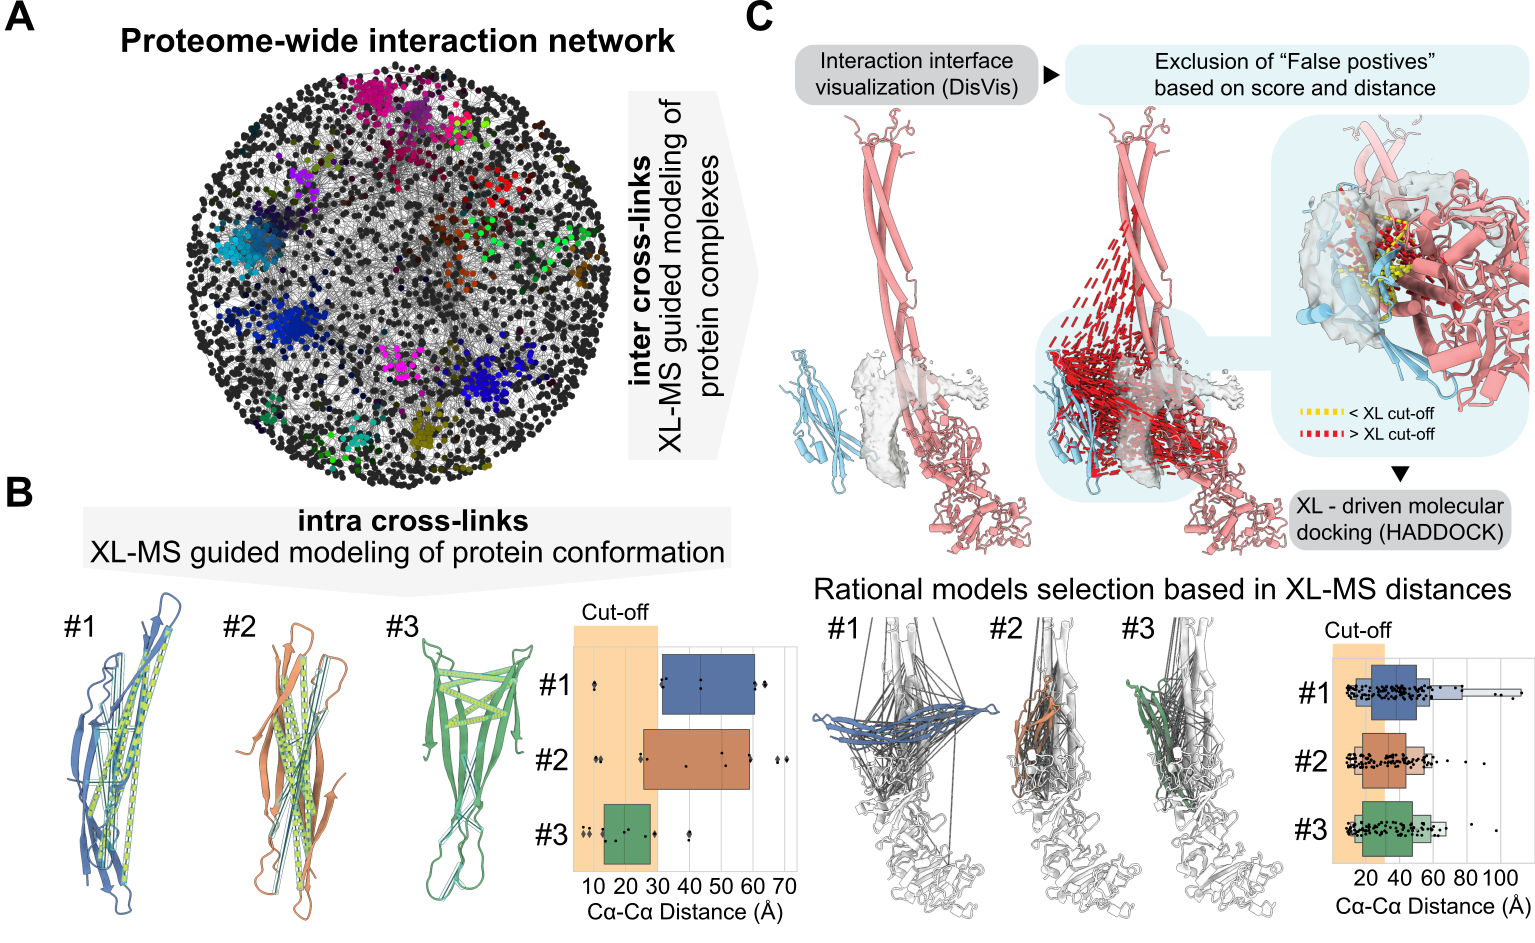 A
Proteome-wide interaction network
inter cross-links
XL-MS guided modeling of
protein complexes
B
intra cross-links
XL-MS guided modeling of protein conformation
#1
#2
#3
Cut-off
#1
#2
#3
10 20 30 40 50 60 70
Cα-Cα Distance (Å)
C
Interaction interface
visualization (DisVis)
Exclusion of “False postives”
based on score and distance
< XL cut-off
> XL cut-off
XL - driven molecular
docking (HADDOCK)
Rational models selection based in XL-MS distances
#1
#2
#3
Cut-off
#1
#2
#3
20 40 60 80 100
Cα-Cα Distance (Å)